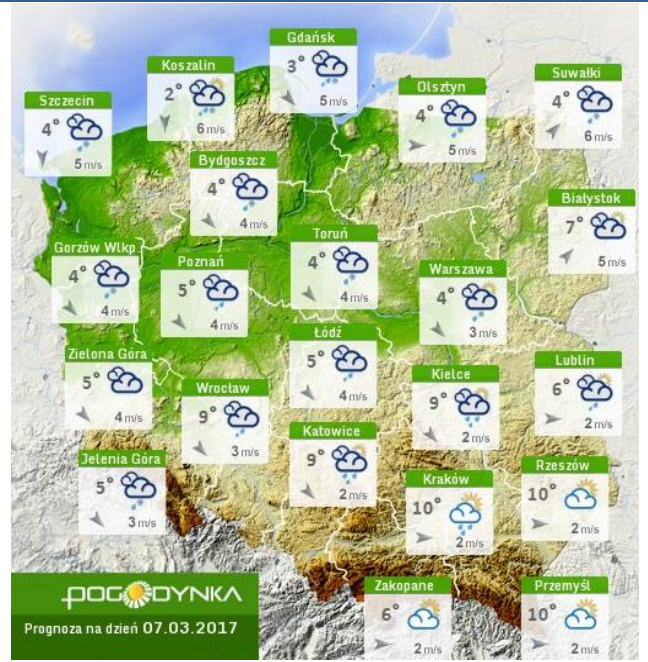 Gdańsk
3°
5 m/s
Koszalin
2°
6 m/s
Suwałki
4°
6 m/s
Olsztyn
4°
5 m/s
Szczecin
4°
5 m/s
Bydgoszcz
4°
4 m/s
Białystok
7°
5 m/s
Toruń
4°
4 m/s
Gorzów Wlkp.
4°
4 m/s
Poznań
5°
4 m/s
Warszawa
4°
3 m/s
Łódź
5°
4 m/s
Zielona Góra
5°
4 m/s
Lublin
6°
2 m/s
Kielce
9°
2 m/s
Wrocław
9°
3 m/s
Katowice
9°
2 m/s
Jelenia Góra
5°
3 m/s
Rzeszów
10°
2 m/s
Kraków
10°
2 m/s
Zakopane
6°
2 m/s
Przemyśl
10°
2 m/s
POGODYNKA
Prognoza na dzień 07.03.2017